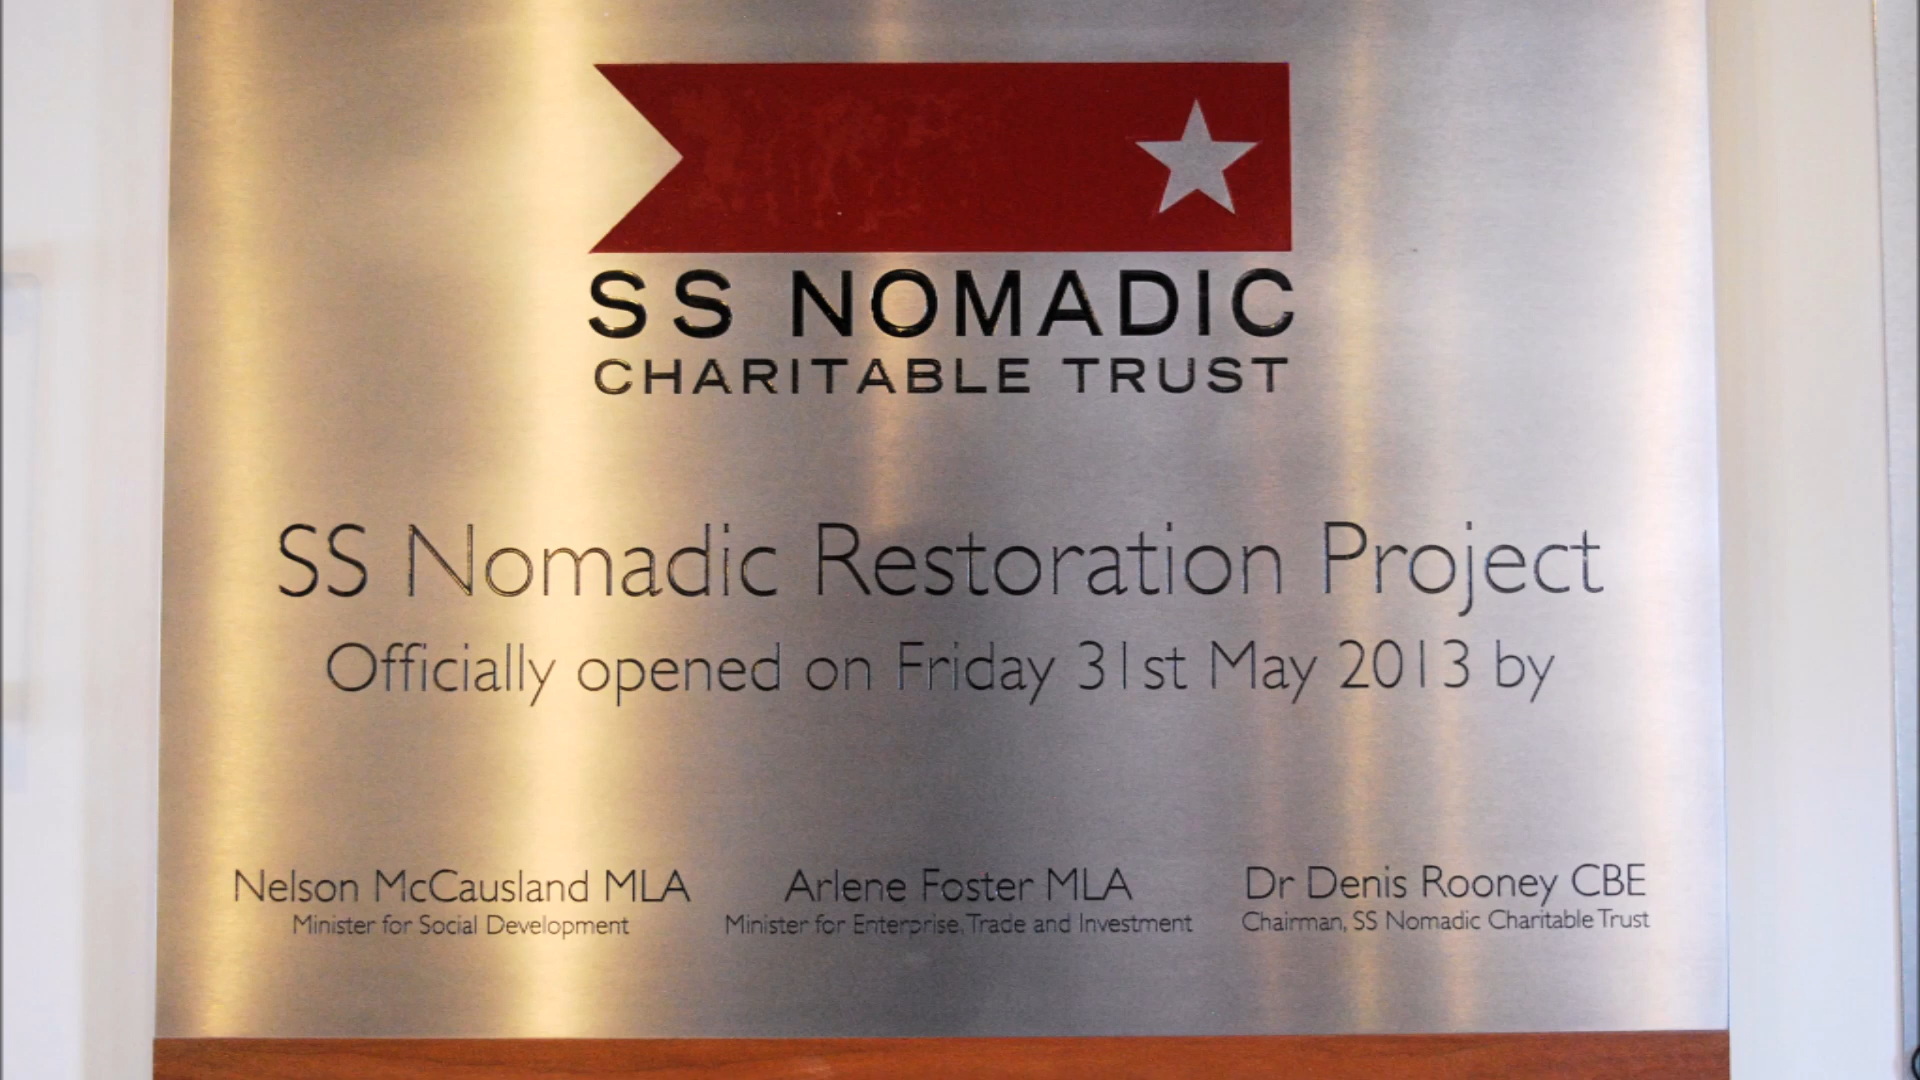 SS NOMADIC
CHARITABLE TRUST
SS Nomadic Restoration Project
Officially opened on Friday 31st May 2013 by
Nelson McCausland MLA
Minister for Social Development
Arlene Foster MLA
Minister for Enterprise, Trade and Investment
Dr Denis Rooney CBE
Chairman, SS Nomadic Charitable Trust